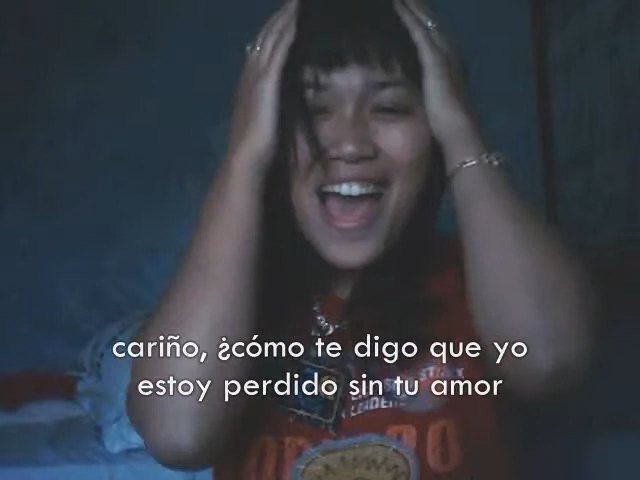 cariño, ¿cómo te digo que yo
estoy perdido sin tu amor